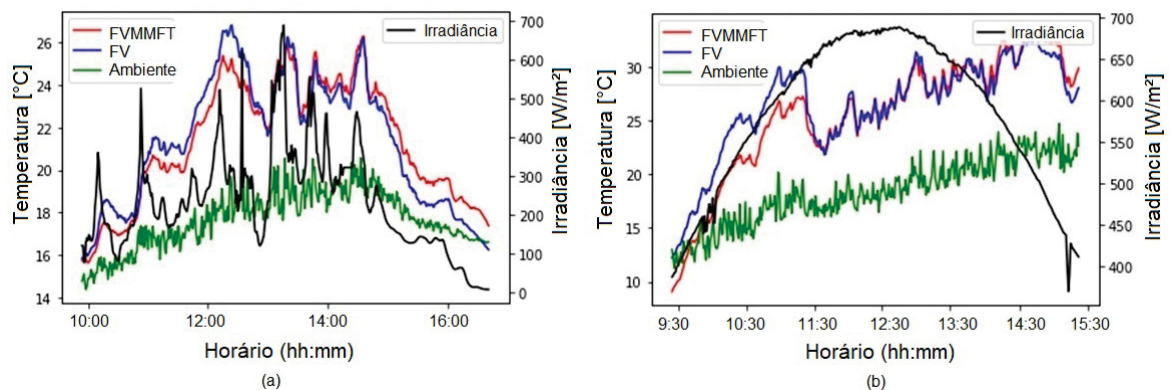 FVMMFT
FV
Ambiente
Irradiância
Temperatura [°C]
26
24
22
20
18
16
14
700
600
500
400
300
200
100
0
Irradiância [W/m²]
10:00 12:00 14:00 16:00
Horário (hh:mm)
(a)
FVMMFT
FV
Ambiente
Irradiância
Temperatura [°C]
30
25
20
15
10
700
650
600
550
500
450
400
Irradiância [W/m²]
9:30 10:30 11:30 12:30 13:30 14:30 15:30
Horário (hh:mm)
(b)